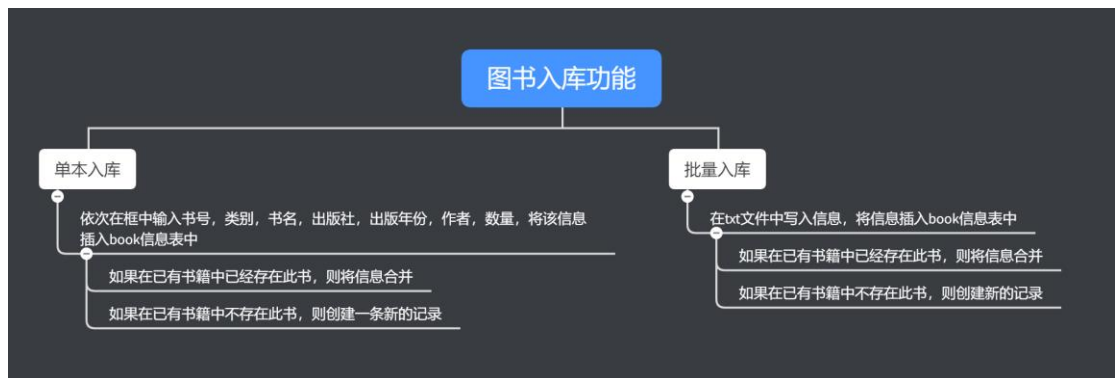 图书入库功能
单本入库
依次在框中输入书号，类别，书名，出版社，出版年份，作者，数量，将该信息
插入book信息表中
如果在已有书籍中已经存在此书，则将信息合并
如果在已有书籍中不存在此书，则创建一条新的记录
批量入库
在txt文件中写入信息，将信息插入book信息表中
如果在已有书籍中已经存在此书，则将信息合并
如果在已有书籍中不存在此书，则创建新的记录